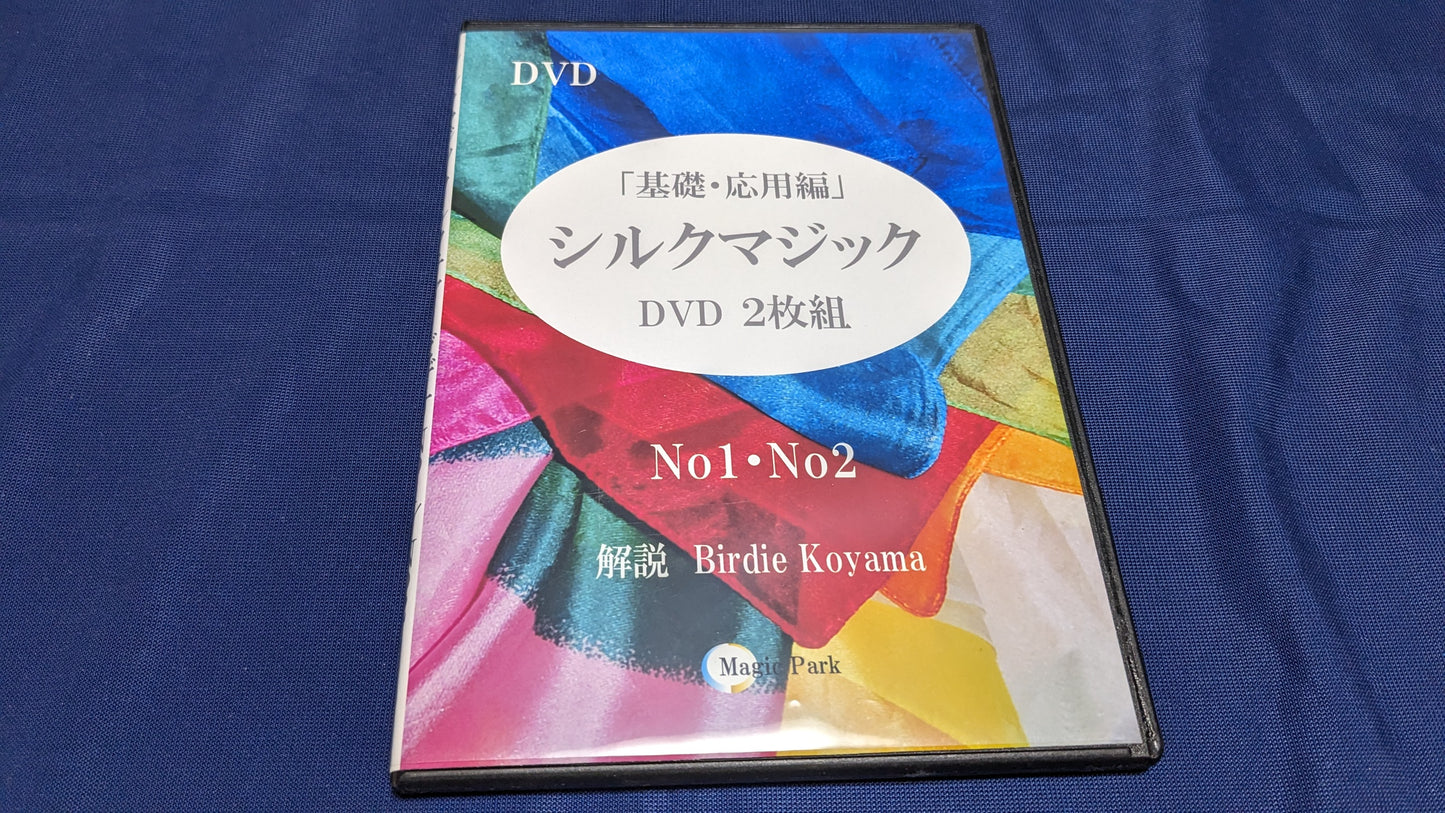 DVD
「基礎・応用編」
シルクマジック
DVD 2枚組
No1・No2
解説 Birdie Koyama
Magic Park